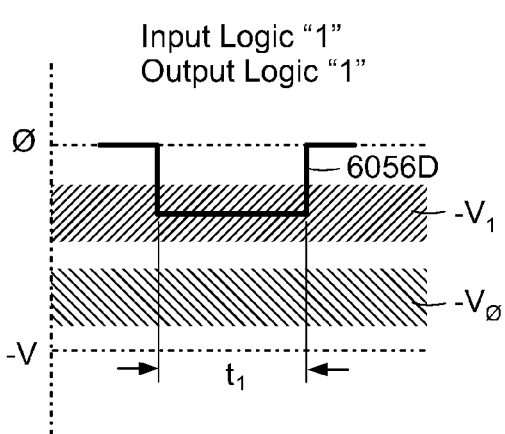 Input Logic “1”
Output Logic “1”
Ø
6056D
-V₁
-VØ
-V
t₁